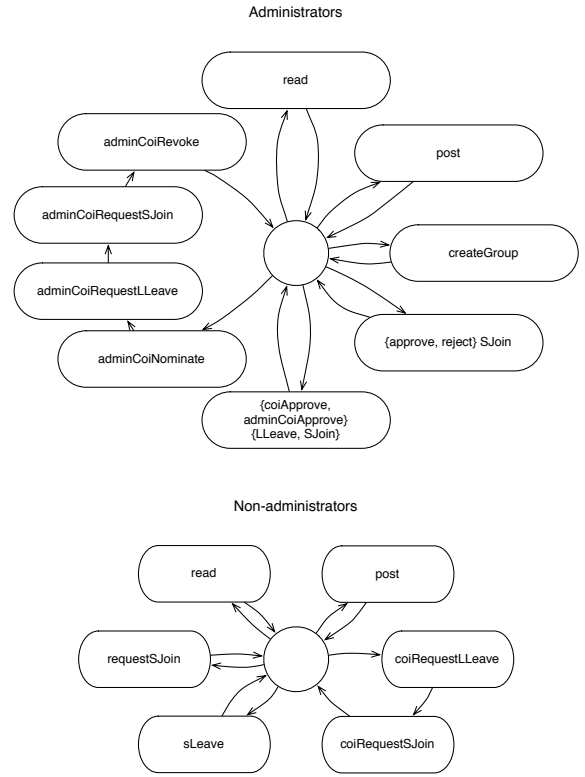 Administrators
read
adminCoiRevoke
post
adminCoiRequestSJoin
createGroup
adminCoiRequestLLeave
{approve, reject} SJoin
adminCoiNominate
{coiApprove,
adminCoiApprove}
{LLeave, SJoin}
Non-administrators
read
post
requestSJoin
coiRequestLLeave
sLeave
coiRequestSJoin